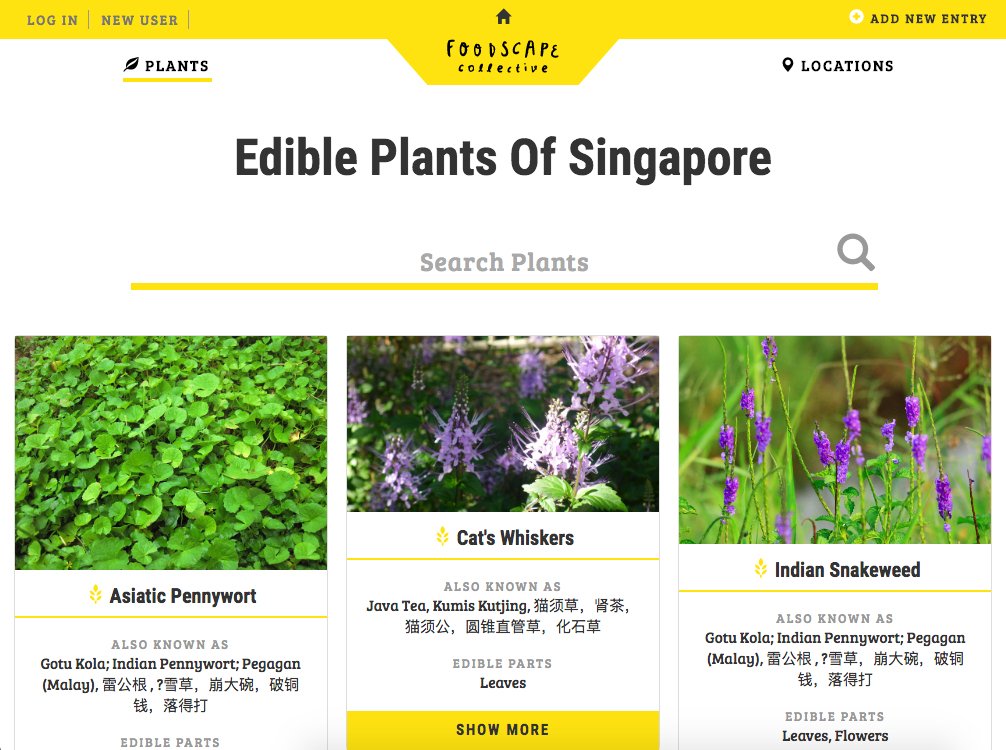 LOG IN
NEW USER
ADD NEW ENTRY
FOODSCAPE
collective
PLANTS
LOCATIONS
Edible Plants Of Singapore
Search Plants
Asiatic Pennywort
ALSO KNOWN AS
Gotu Kola; Indian Pennywort; Pegagan
(Malay), 雷公根 , ?雪草，崩大碗，破铜
钱，落得打
EDIBLE PARTS
Cat's Whiskers
ALSO KNOWN AS
Java Tea, Kumis Kutjing, 猫须草，肾茶，
猫须公，圆锥直管草，化石草
EDIBLE PARTS
Leaves
SHOW MORE
Indian Snakeweed
ALSO KNOWN AS
Gotu Kola; Indian Pennywort; Pegagan
(Malay), 雷公根 , ?雪草，崩大碗，破铜
钱，落得打
EDIBLE PARTS
Leaves, Flowers